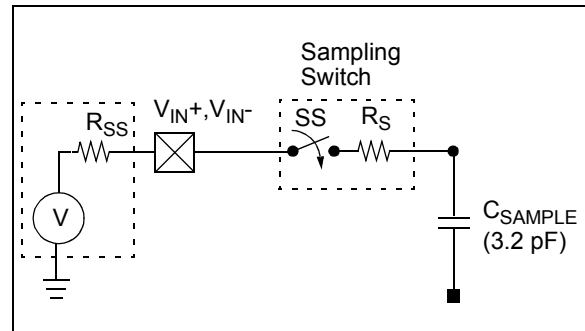 Sampling
Switch
VIN+,VIN-
RSS
SS
RS
V
CSAMPLE
(3.2 pF)